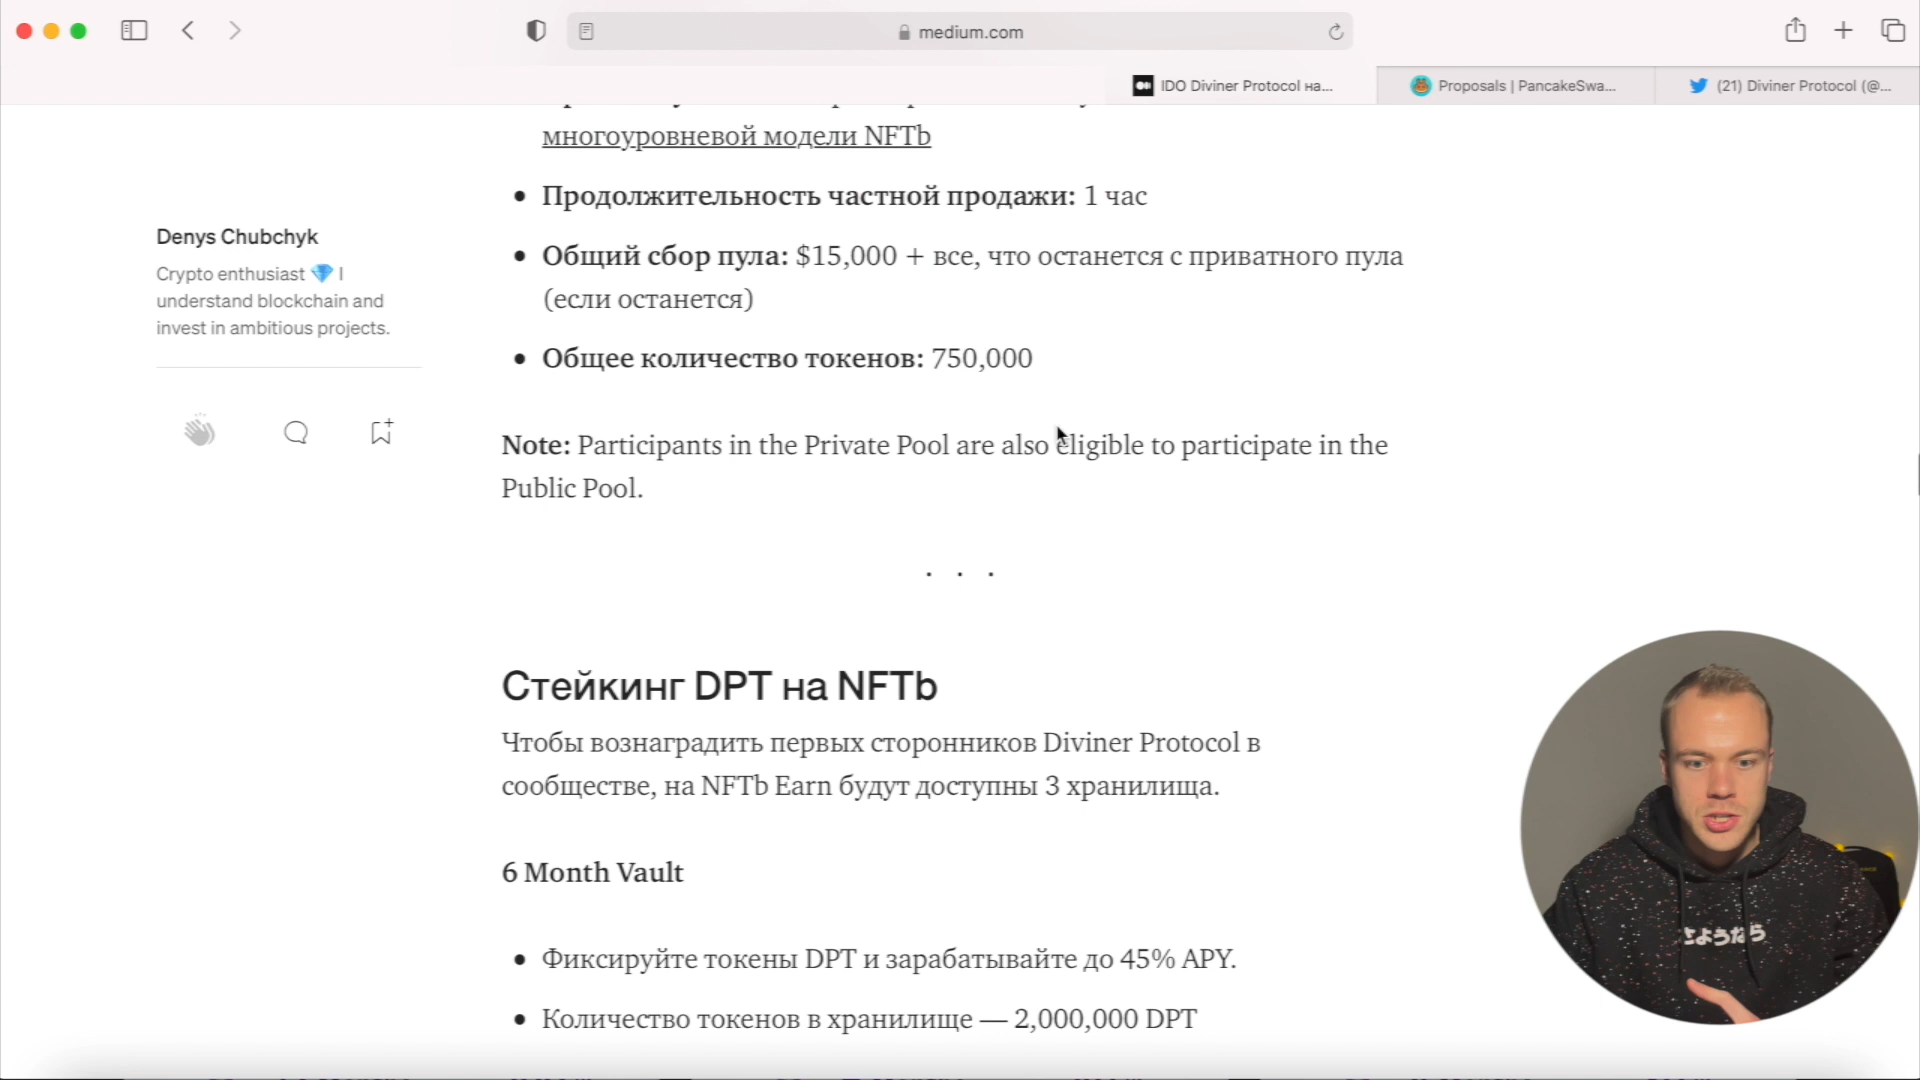 medium.com
IDO Diviner Protocol на...
Proposals | PancakeSwa...
(21) Diviner Protocol (@...
многоуровневой модели NFTb
Продолжительность частной продажи: 1 час
Denys Chubchyk
Crypto enthusiast 💎 I
understand blockchain and
invest in ambitious projects.
Общий сбор пула: $15,000 + все, что останется с приватного пула
(если останется)
Общее количество токенов: 750,000
Note: Participants in the Private Pool are also eligible to participate in the
Public Pool.
. . .
Стейкинг DPT на NFTb
Чтобы вознаградить первых сторонников Diviner Protocol в
сообществе, на NFTb Earn будут доступны 3 хранилища.
6 Month Vault
Фиксируйте токены DPT и зарабатывайте до 45% APY.
Количество токенов в хранилище — 2,000,000 DPT
さようなら